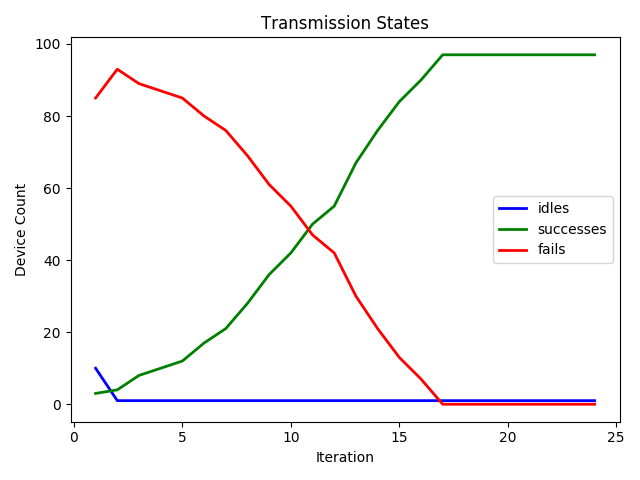 Transmission States
100
80
60
40
20
0
Device Count
idles
successes
fails
0 5 10 15 20 25
Iteration